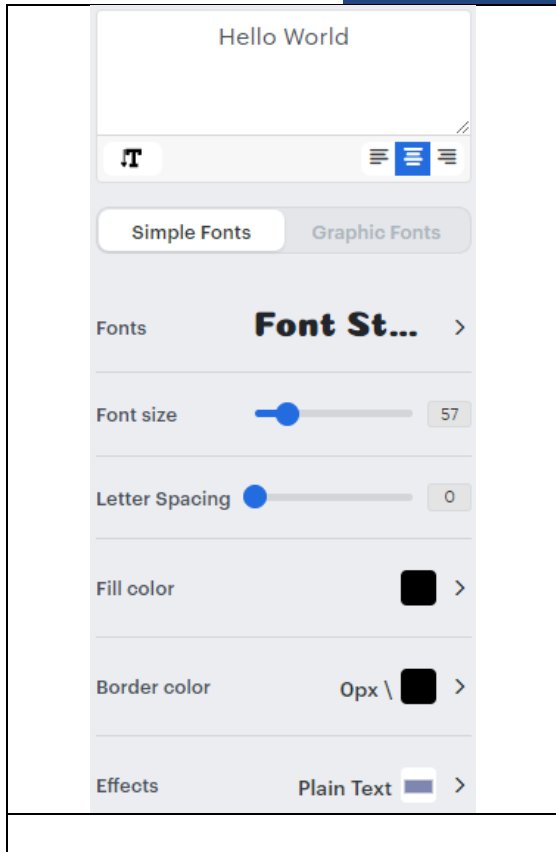 Hello World
Simple Fonts Graphic Fonts
Fonts Font St...
Font size 57
Letter Spacing 0
Fill color
Border color 0px \
Effects Plain Text